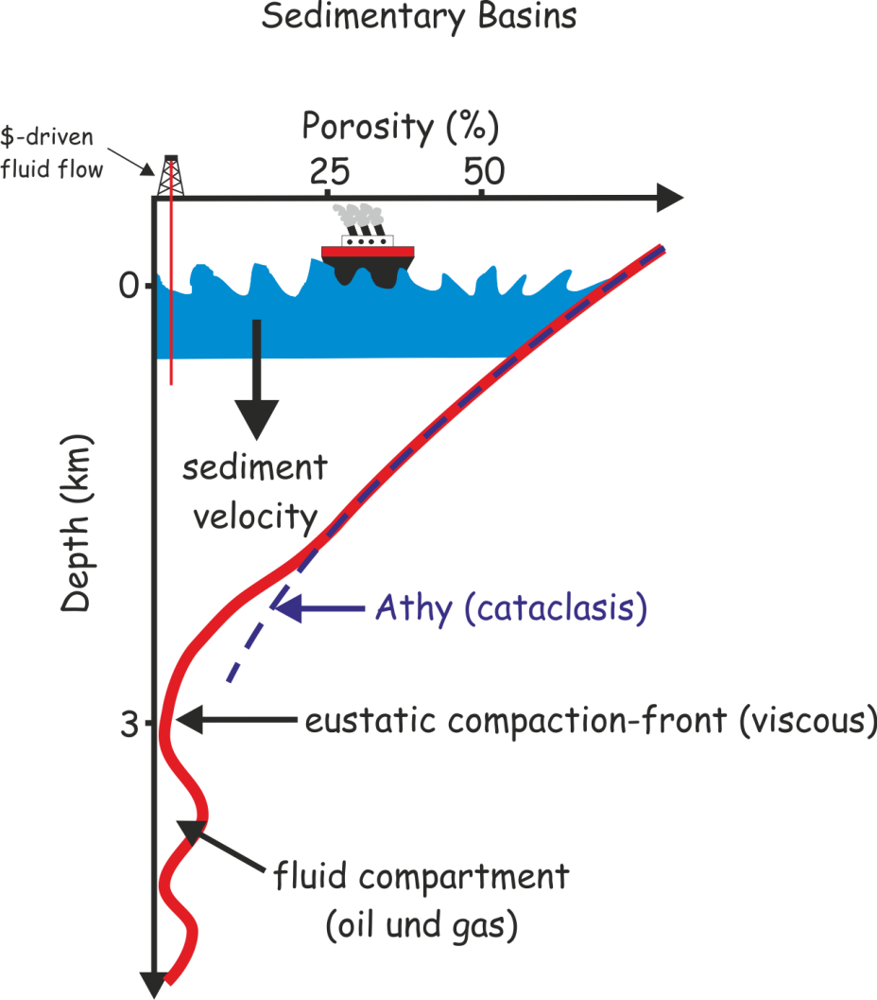 Sedimentary Basins
Porosity (%)
$-driven
fluid flow
25
50
0
Depth (km)
sediment
velocity
Athy (cataclasis)
3
eustatic compaction-front (viscous)
fluid compartment
(oil und gas)